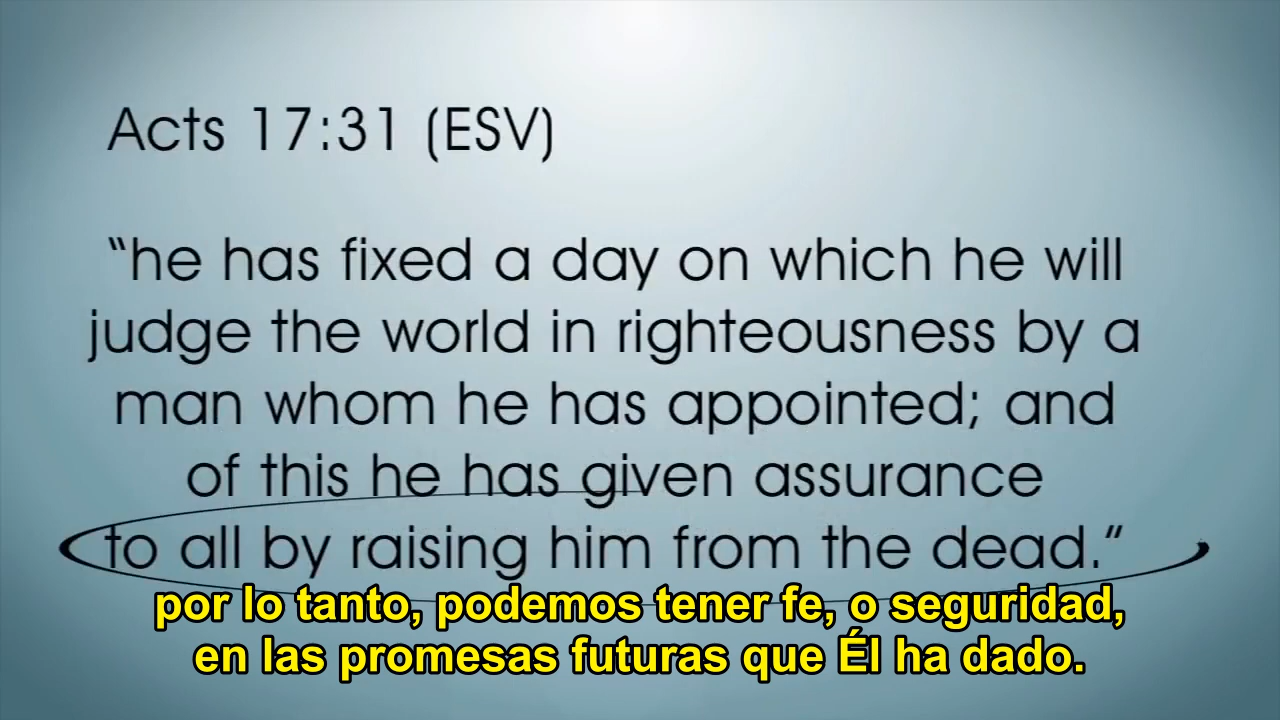 Acts 17:31 (ESV)
“he has fixed a day on which he will
judge the world in righteousness by a
man whom he has appointed; and
of this he has given assurance
to all by raising him from the dead.”
por lo tanto, podemos tener fe, o seguridad,
en las promesas futuras que Él ha dado.